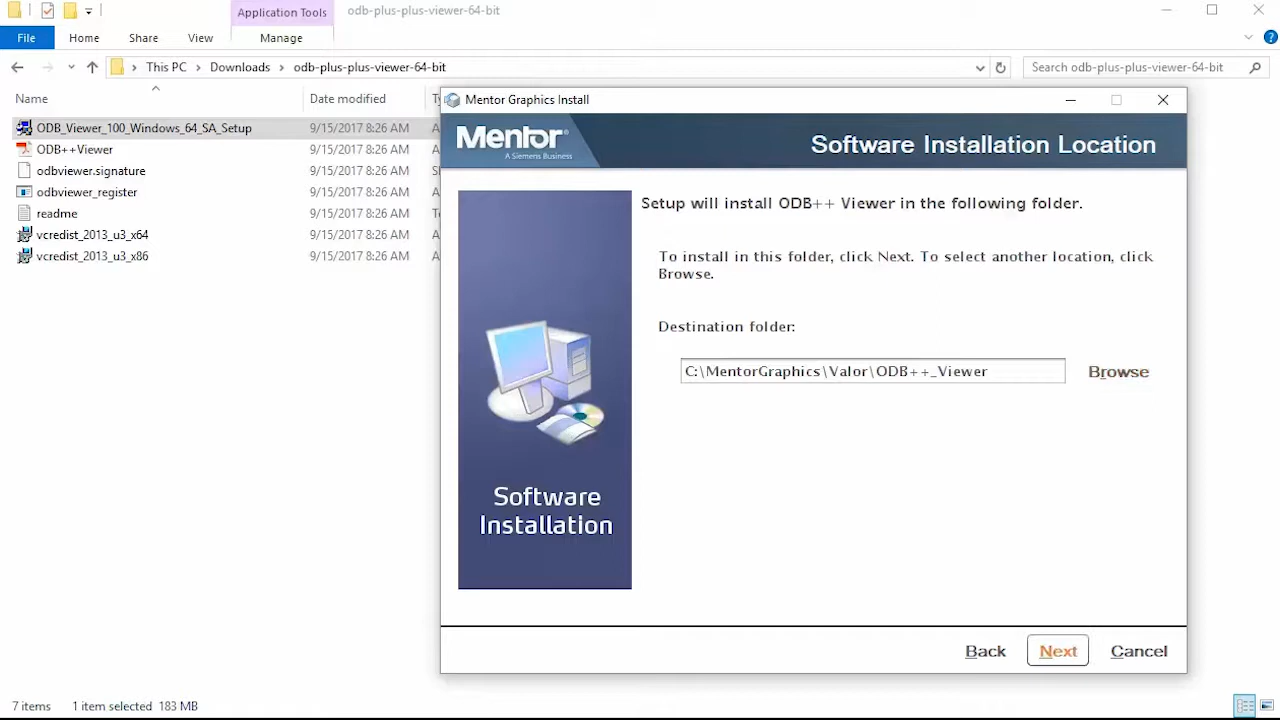 Application Tools
odb-plus-plus-viewer-64-bit
File
Home
Share
View
Manage
This PC
Downloads
odb-plus-plus-viewer-64-bit
Search odb-plus-plus-viewer-64-bit
Name
Date modified
Ty
ODB_Viewer_100_Windows_64_SA_Setup 9/15/2017 8:26 AM A
ODB++Viewer 9/15/2017 8:26 AM A
odbviewer.signature 9/15/2017 8:26 AM SI
odbviewer_register 9/15/2017 8:26 AM A
readme 9/15/2017 8:26 AM Te
vcredist_2013_u3_x64 9/15/2017 8:26 AM A
vcredist_2013_u3_x86 9/15/2017 8:26 AM A
Mentor Graphics Install
Mentor®
A Siemens Business
Software Installation Location
Setup will install ODB++ Viewer in the following folder.
To install in this folder, click Next. To select another location, click
Browse.
Destination folder:
C:\MentorGraphics\Valor\ODB++_Viewer
Browse
Software
Installation
Back
Next
Cancel
7 items
1 item selected 183 MB